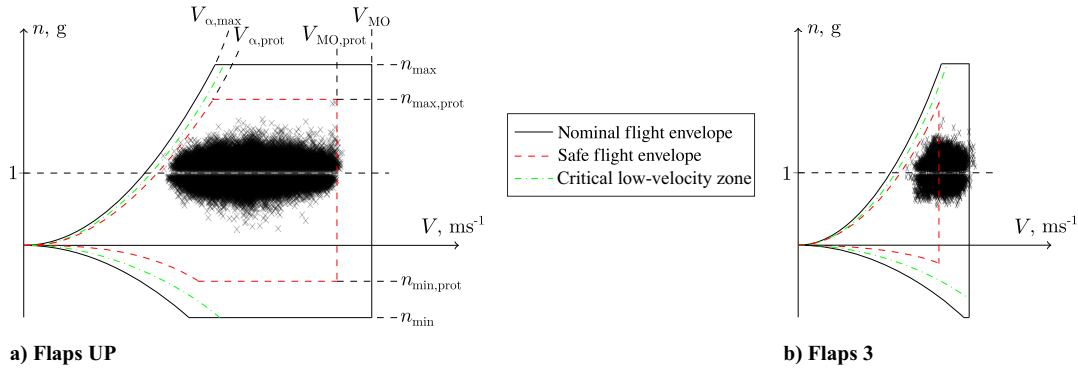 n, g
V_α,max
V_α,prot
V_MO
V_MO,prot
n_max
n_max,prot
1
V, ms⁻¹
n_min,prot
n_min
a) Flaps UP
Nominal flight envelope
Safe flight envelope
Critical low-velocity zone
n, g
1
V, ms⁻¹
b) Flaps 3